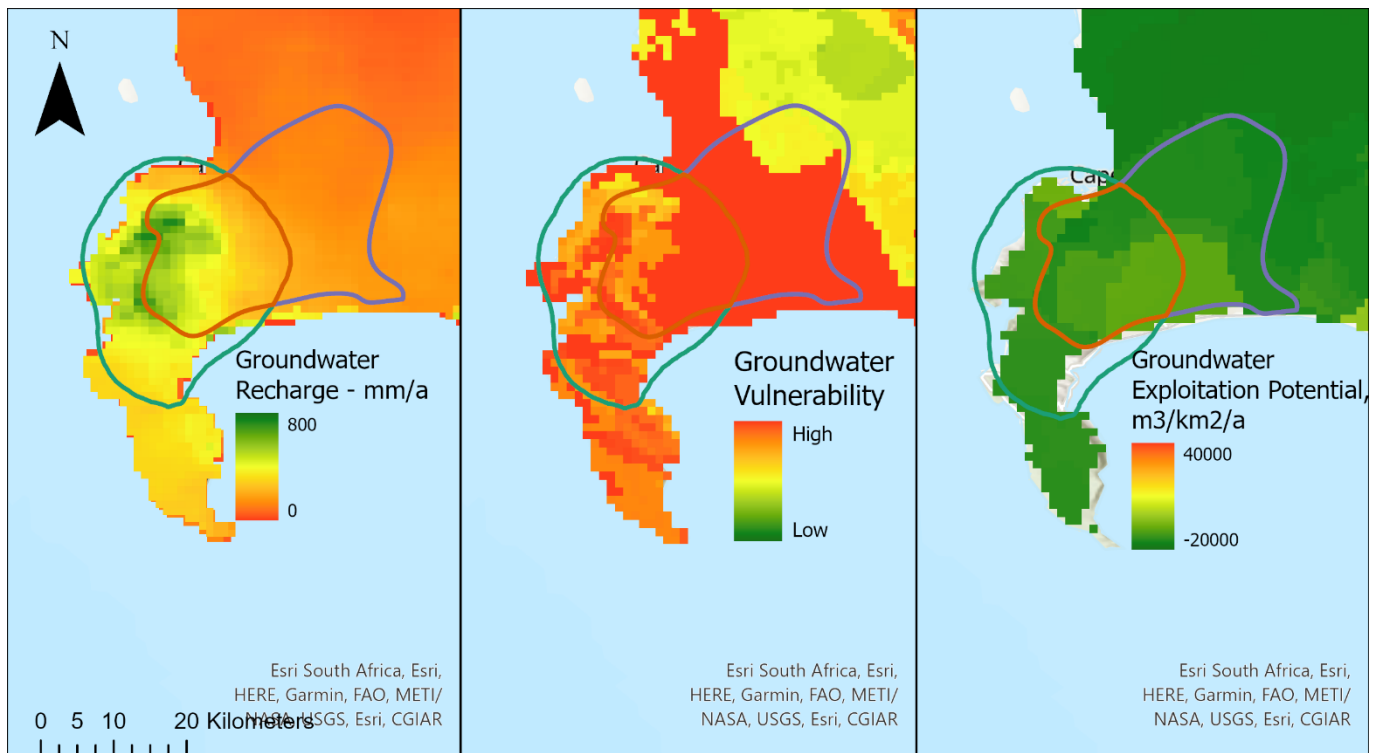 N
Groundwater
Recharge - mm/a
800
0
Esri South Africa, Esri,
HERE, Garmin, FAO, METI/
NASA, USGS, Esri, CGIAR
0 5 10 20 Kilometers
Groundwater
Vulnerability
High
Low
Esri South Africa, Esri,
HERE, Garmin, FAO, METI/
NASA, USGS, Esri, CGIAR
Cape
Groundwater
Exploitation Potential,
m3/km2/a
40000
-20000
Esri South Africa, Esri,
HERE, Garmin, FAO, METI/
NASA, USGS, Esri, CGIAR